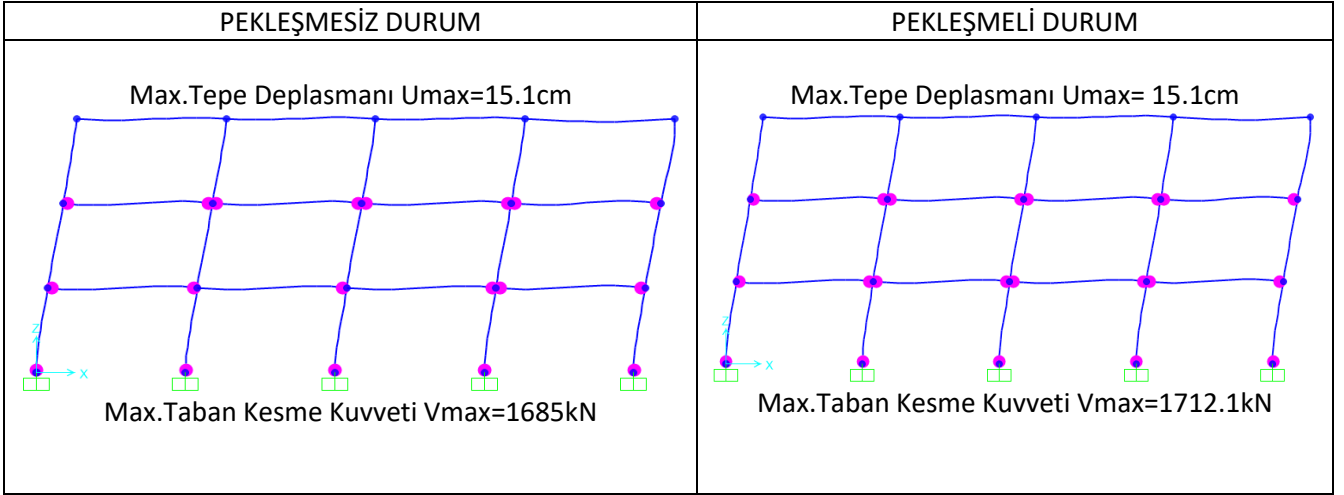 PEKLEŞMESİZ DURUM
PEKLEŞMELİ DURUM
Max.Tepe Deplasmanı Umax=15.1cm
Z
X
Max.Taban Kesme Kuvveti Vmax=1685kN
Max.Tepe Deplasmanı Umax= 15.1cm
Z
X
Max.Taban Kesme Kuvveti Vmax=1712.1kN